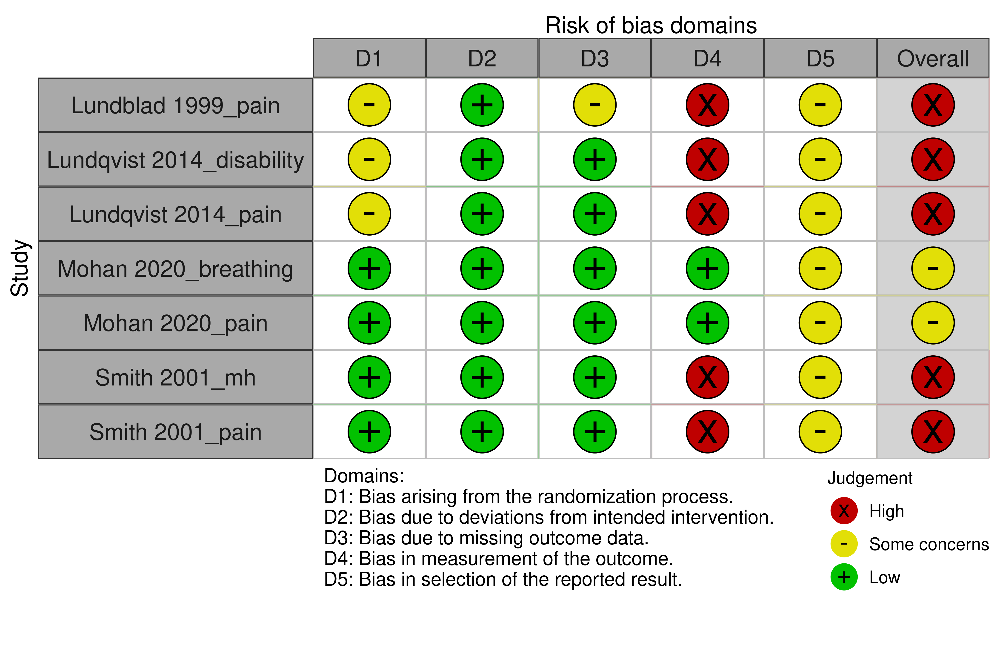 Risk of bias domains
D1 D2 D3 D4 D5 Overall
Study
Lundblad 1999_pain - + - X - X
Lundqvist 2014_disability - + + X - X
Lundqvist 2014_pain - + + X - X
Mohan 2020_breathing + + + + - -
Mohan 2020_pain + + + + - -
Smith 2001_mh + + + X - X
Smith 2001_pain + + + X - X
Domains:
D1: Bias arising from the randomization process.
D2: Bias due to deviations from intended intervention.
D3: Bias due to missing outcome data.
D4: Bias in measurement of the outcome.
D5: Bias in selection of the reported result.
Judgement
X High
- Some concerns
+ Low